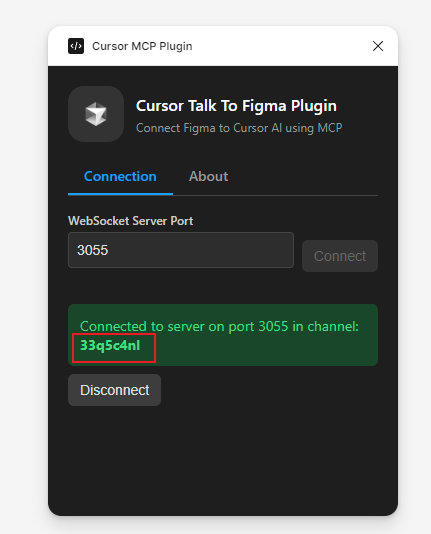 Cursor MCP Plugin
Cursor Talk To Figma Plugin
Connect Figma to Cursor AI using MCP
Connection About
WebSocket Server Port
3055 Connect
Connected to server on port 3055 in channel:
33q5c4nl
Disconnect